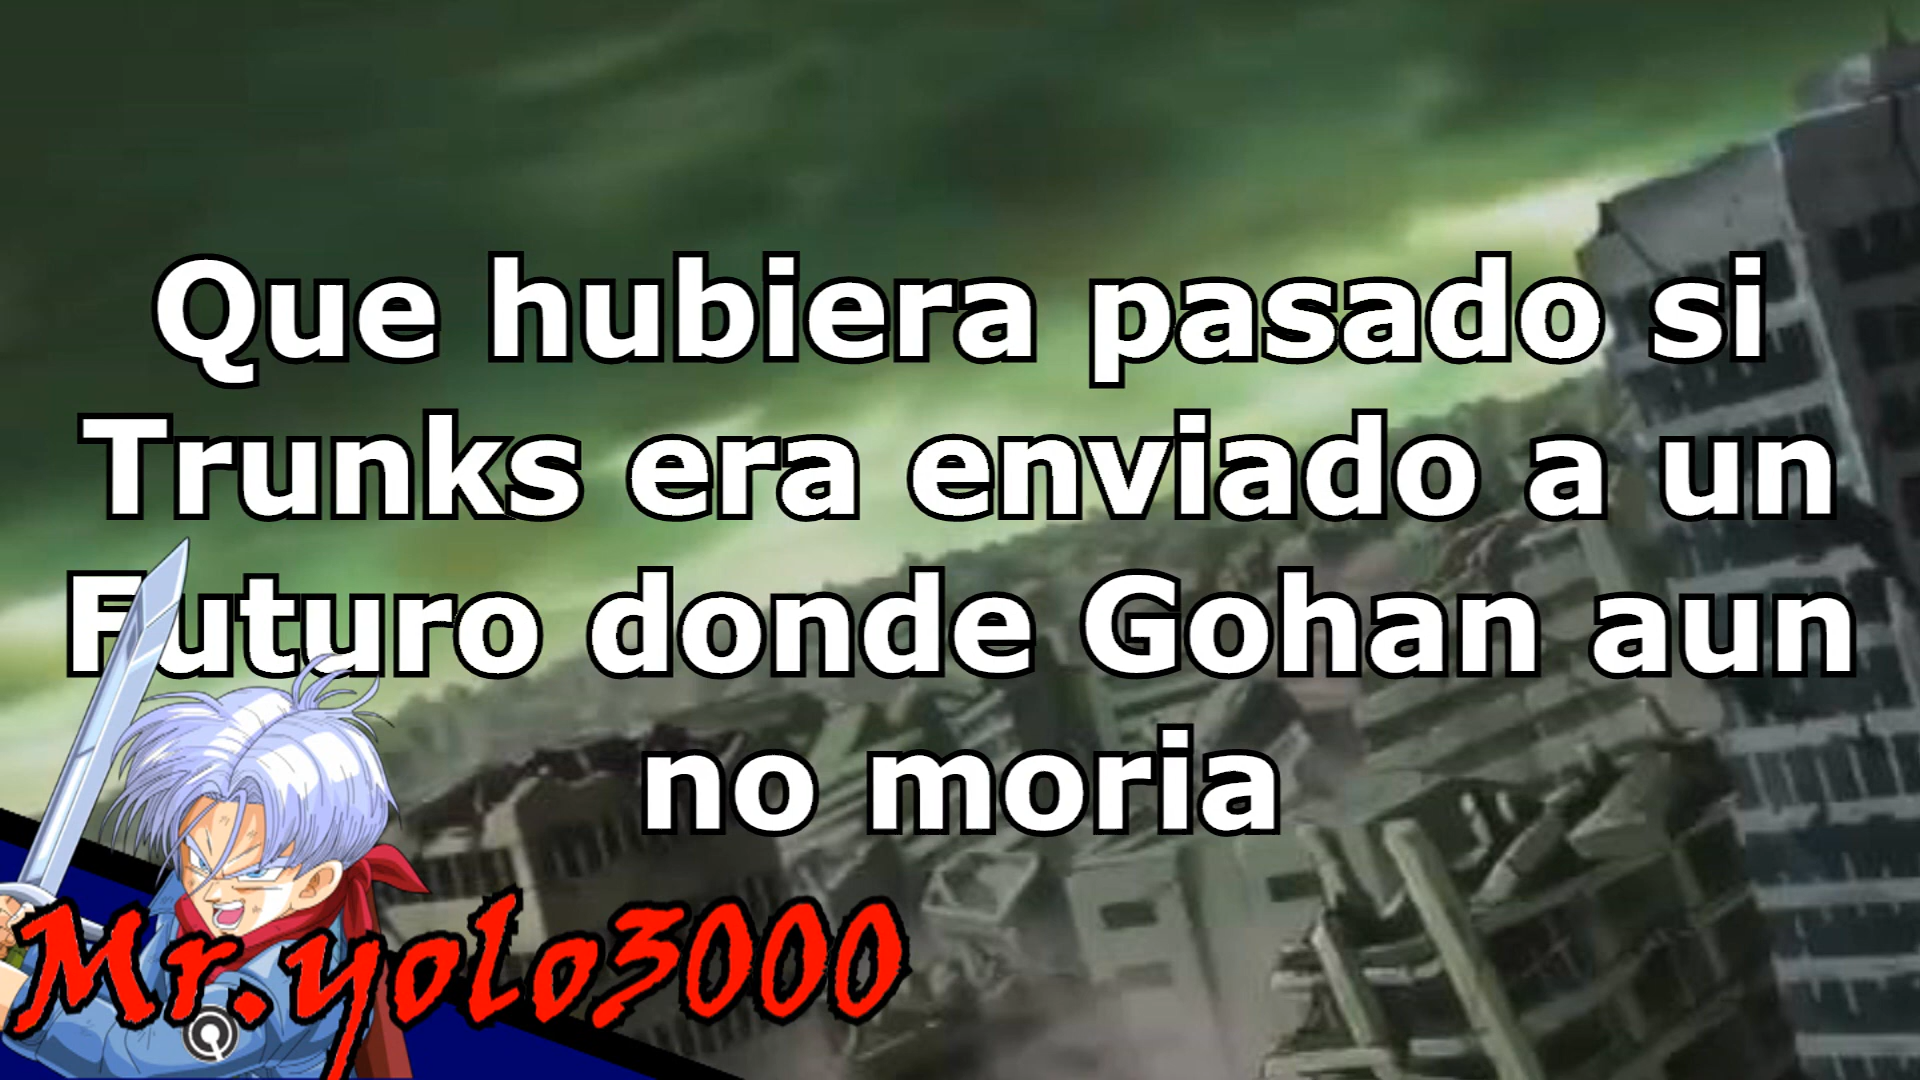 Que hubiera pasado si
Trunks era enviado a un
Futuro donde Gohan aun
no moria
Mr.yolo3000